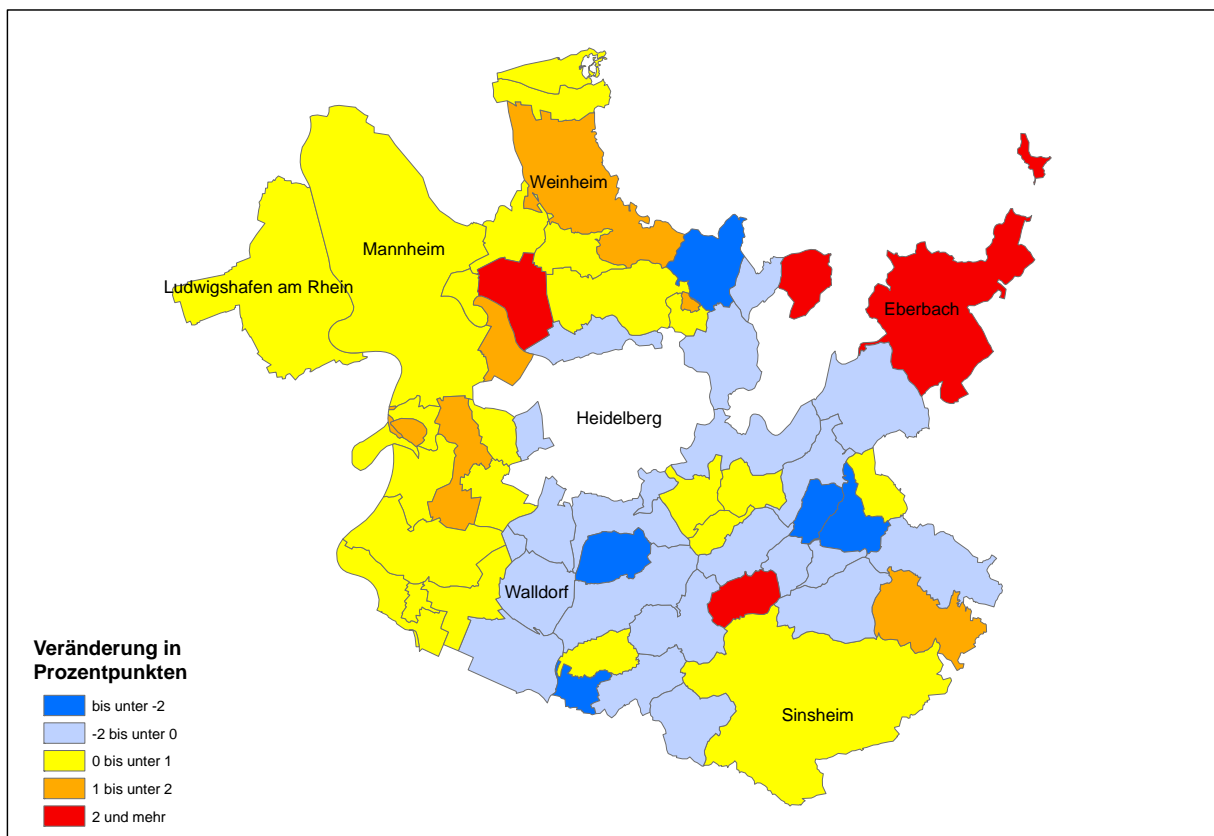 Weinheim
Mannheim
Ludwigshafen am Rhein
Eberbach
Heidelberg
Walldorf
Sinsheim
Veränderung in
Prozentpunkten
bis unter -2
-2 bis unter 0
0 bis unter 1
1 bis unter 2
2 und mehr